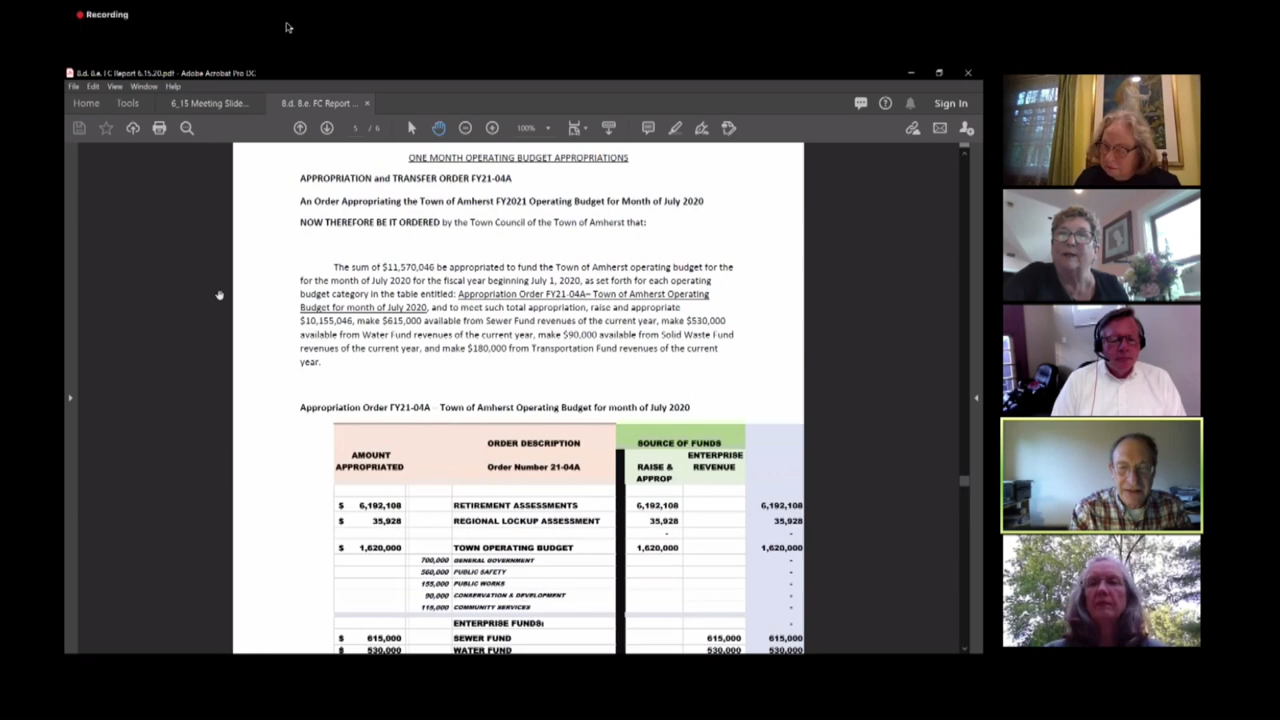 Recording
8.d. 8.e. FC Report 6.15.20.pdf - Adobe Acrobat Pro DC
File Edit View Window Help
Home Tools 6_15 Meeting Slide... 8.d. 8.e. FC Report ... × Sign In
5 / 6 100%
ONE MONTH OPERATING BUDGET APPROPRIATIONS
APPROPRIATION and TRANSFER ORDER FY21-04A
An Order Appropriating the Town of Amherst FY2021 Operating Budget for Month of July 2020
NOW THEREFORE BE IT ORDERED by the Town Council of the Town of Amherst that:
The sum of $11,570,046 be appropriated to fund the Town of Amherst operating budget for the
for the month of July 2020 for the fiscal year beginning July 1, 2020, as set forth for each operating
budget category in the table entitled: Appropriation Order FY21-04A– Town of Amherst Operating
Budget for month of July 2020, and to meet such total appropriation, raise and appropriate
$10,155,046, make $615,000 available from Sewer Fund revenues of the current year, make $530,000
available from Water Fund revenues of the current year, make $90,000 available from Solid Waste Fund
revenues of the current year, and make $180,000 from Transportation Fund revenues of the current
year.
Appropriation Order FY21-04A Town of Amherst Operating Budget for month of July 2020
ORDER DESCRIPTION SOURCE OF FUNDS
AMOUNT ENTERPRISE
APPROPRIATED Order Number 21-04A RAISE & REVENUE
APPROP
$ 6,192,108 RETIREMENT ASSESSMENTS 6,192,108 6,192,108
$ 35,928 REGIONAL LOCKUP ASSESSMENT 35,928 35,928
- -
$ 1,620,000 TOWN OPERATING BUDGET 1,620,000 1,620,000
700,000 GENERAL GOVERNMENT -
560,000 PUBLIC SAFETY -
155,000 PUBLIC WORKS -
90,000 CONSERVATION & DEVELOPMENT -
115,000 COMMUNITY SERVICES -
ENTERPRISE FUNDS: -
$ 615,000 SEWER FUND 615,000 615,000
$ 530,000 WATER FUND 530,000 530,000